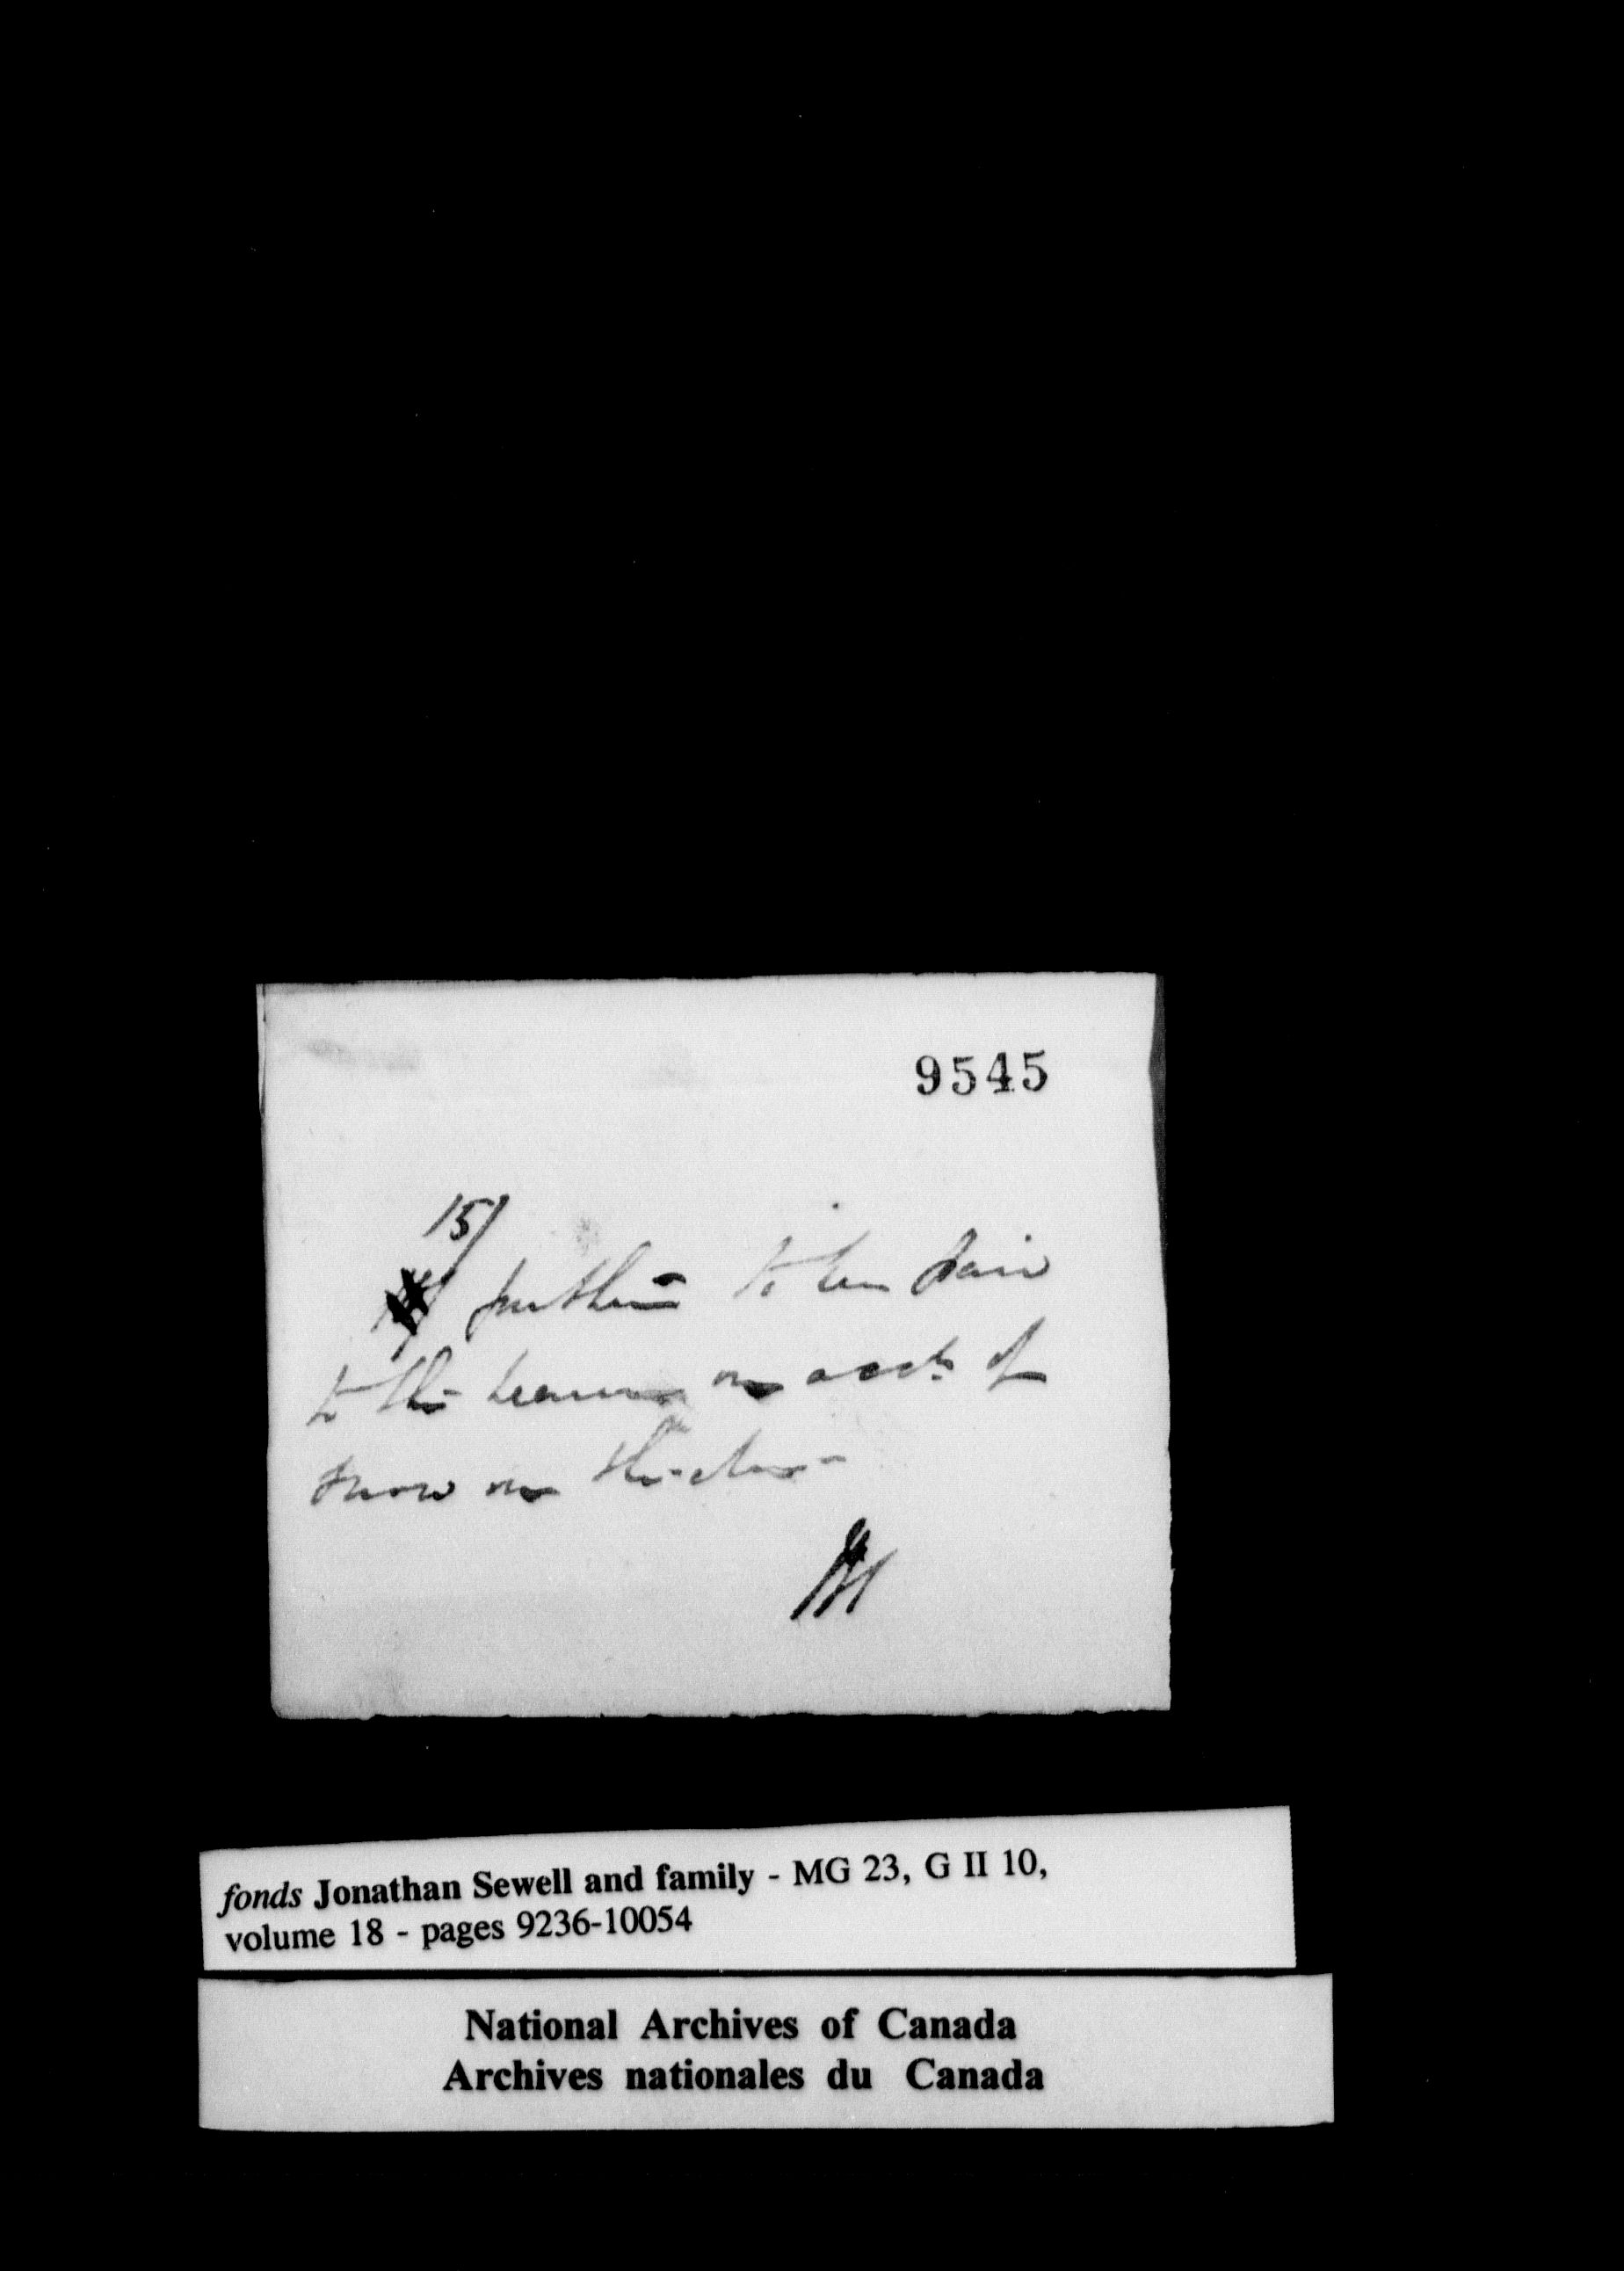 9545
15/
further to be paid
to the bearer on acct. of
snow on the
fonds Jonathan Sewell and family - MG 23, G II 10,
volume 18 - pages 9236-10054
National Archives of Canada
Archives nationales du Canada